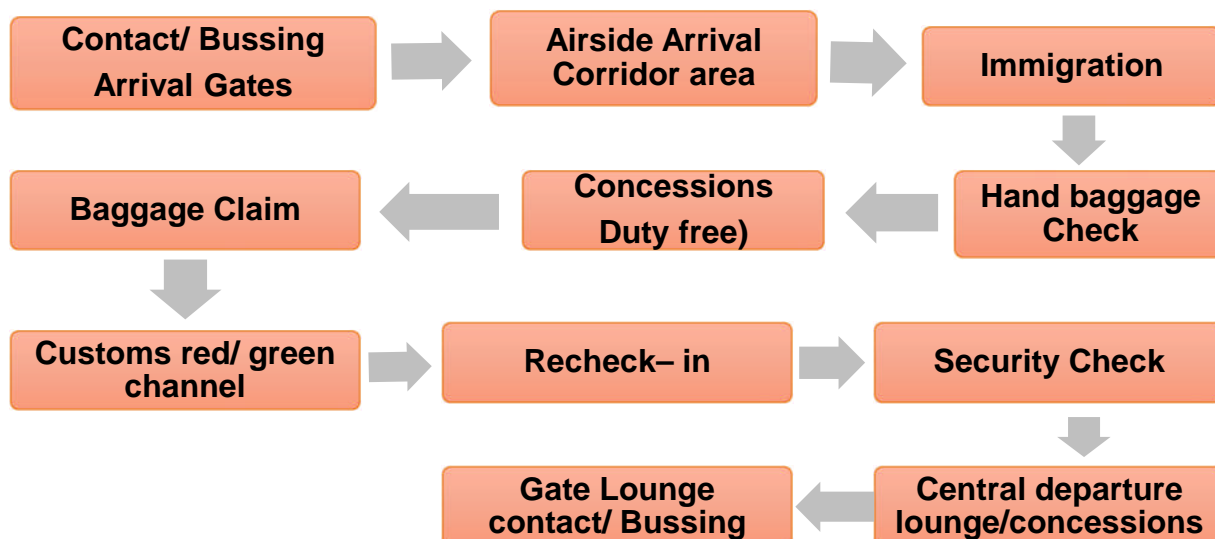 Contact/ Bussing
Arrival Gates
Airside Arrival
Corridor area
Immigration
Hand baggage
Check
Concessions
Duty free)
Baggage Claim
Customs red/ green
channel
Recheck– in
Security Check
Central departure
lounge/concessions
Gate Lounge
contact/ Bussing